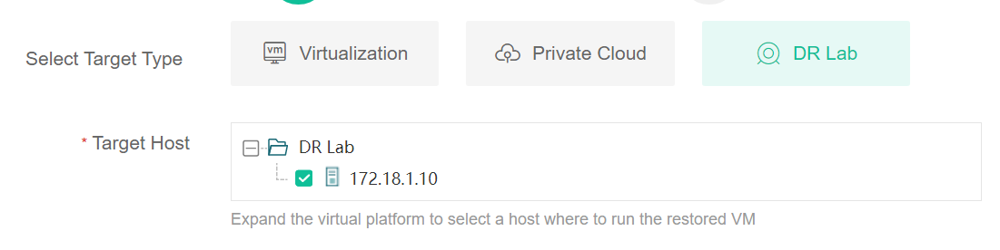 Select Target Type
vm Virtualization
Private Cloud
DR Lab
* Target Host
DR Lab
172.18.1.10
Expand the virtual platform to select a host where to run the restored VM